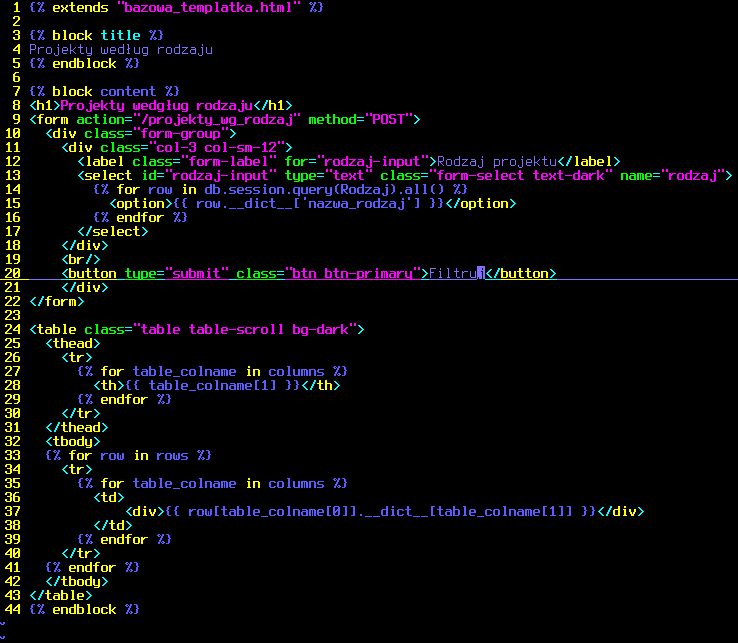 1 {% extends "bazowa_templatka.html" %}
2
3 {% block title %}
4 Projekty według rodzaju
5 {% endblock %}
6
7 {% block content %}
8 <h1>Projekty wedgług rodzaju</h1>
9 <form action="/projekty_wg_rodzaj" method="POST">
10   <div class="form-group">
11     <div class="col-3 col-sm-12">
12       <label class="form-label" for="rodzaj-input">Rodzaj projektu</label>
13       <select id="rodzaj-input" type="text" class="form-select text-dark" name="rodzaj">
14         {% for row in db.session.query(Rodzaj).all() %}
15           <option>{{ row.__dict__['nazwa_rodzaj'] }}</option>
16         {% endfor %}
17       </select>
18     </div>
19     <br/>
20     <button type="submit" class="btn btn-primary">Filtruj</button>
21     </div>
22 </form>
23
24 <table class="table table-scroll bg-dark">
25   <thead>
26     <tr>
27       {% for table_colname in columns %}
28         <th>{{ table_colname[1] }}</th>
29       {% endfor %}
30     </tr>
31   </thead>
32   <tbody>
33   {% for row in rows %}
34     <tr>
35       {% for table_colname in columns %}
36         <td>
37             <div>{{ row[table_colname[0]].__dict__[table_colname[1]] }}</div>
38         </td>
39       {% endfor %}
40     </tr>
41   {% endfor %}
42   </tbody>
43 </table>
44 {% endblock %}
~
~